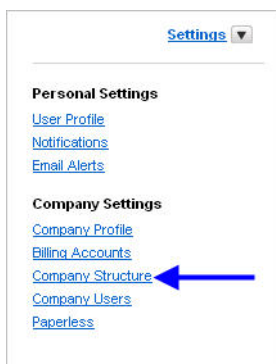 Settings
Personal Settings
User Profile
Notifications
Email Alerts
Company Settings
Company Profile
Billing Accounts
Company Structure
Company Users
Paperless